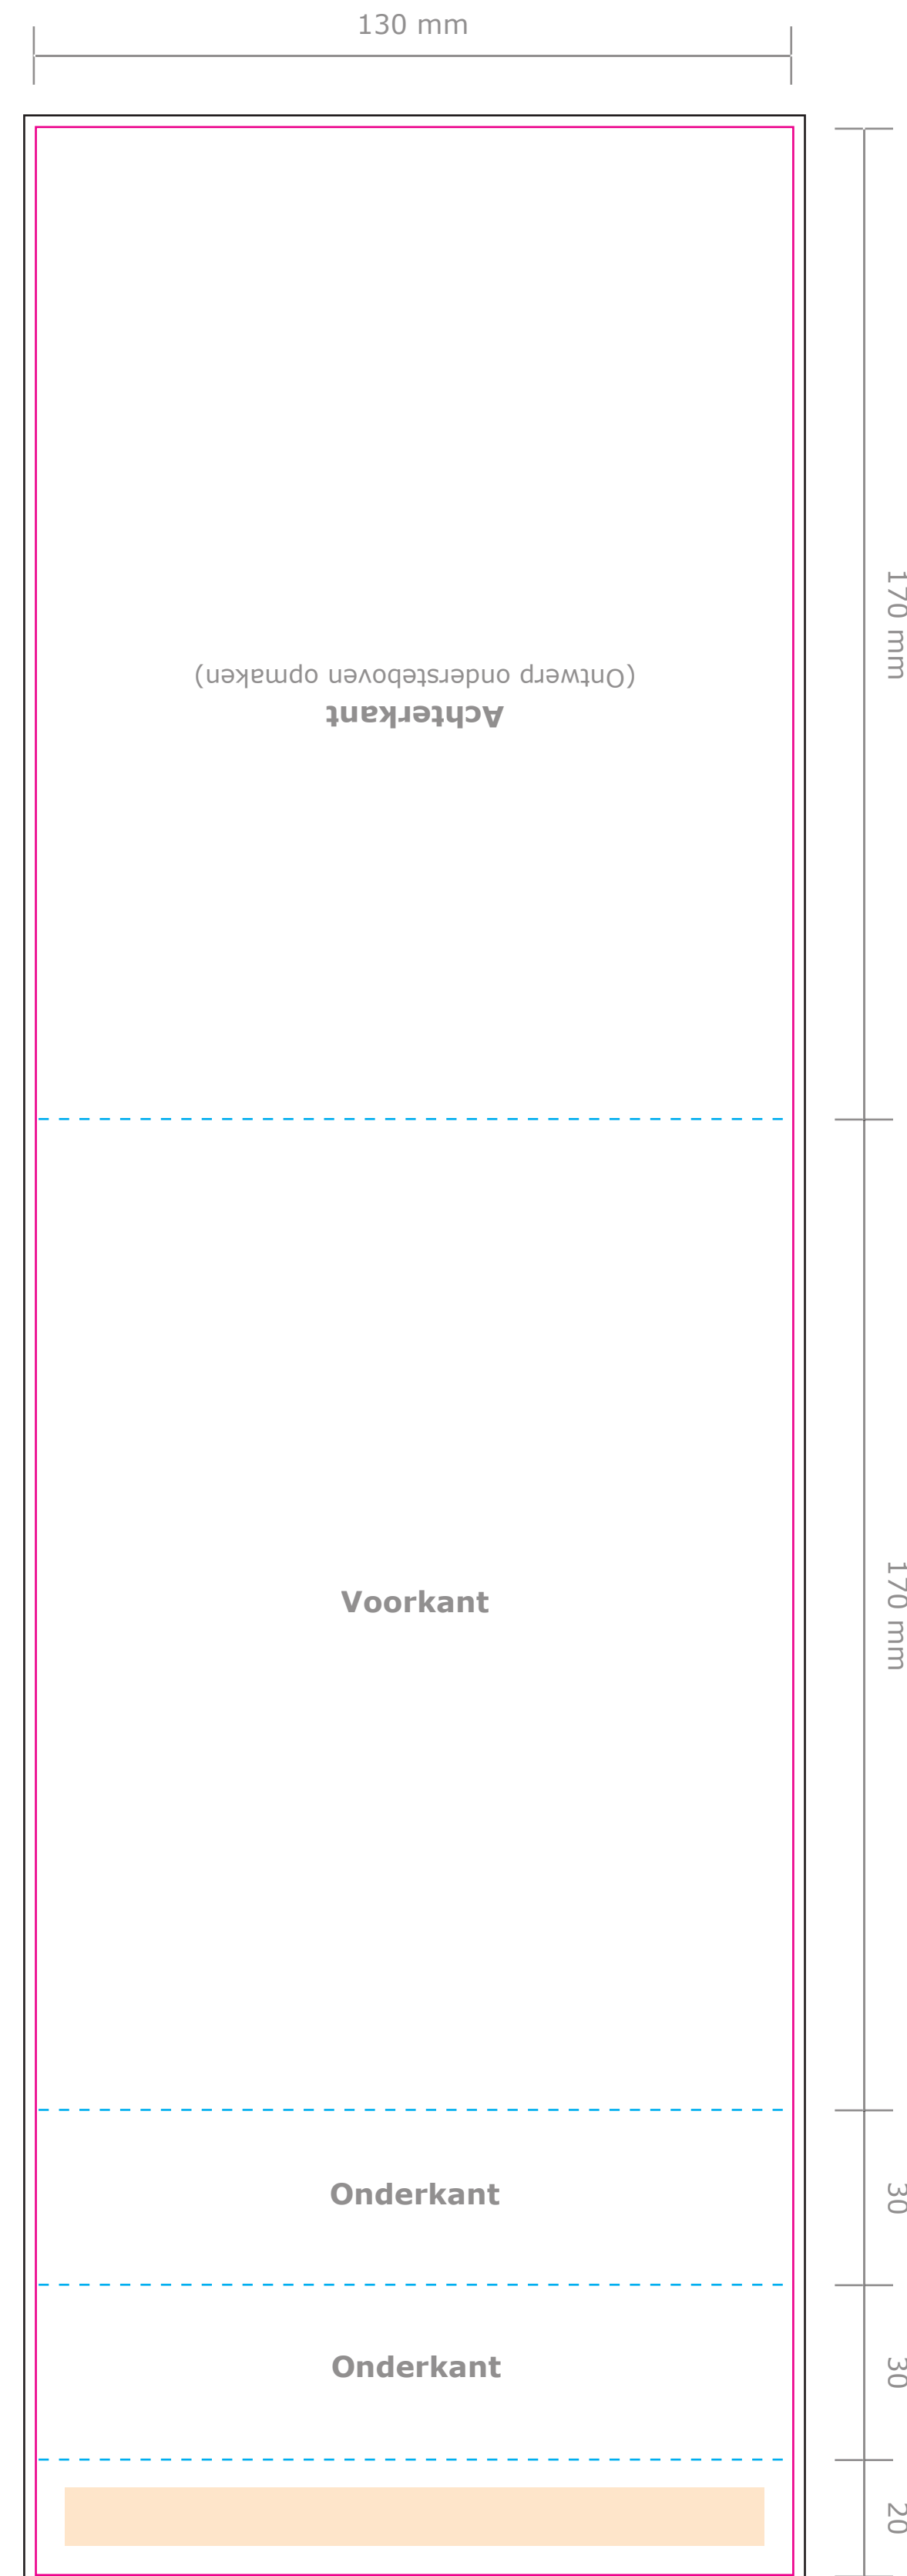 130 mm
170 mm
(Ontwerp ondersteboven opmaken)
Achterkant
170 mm
Voorkant
Onderkant
30
Onderkant
30
20